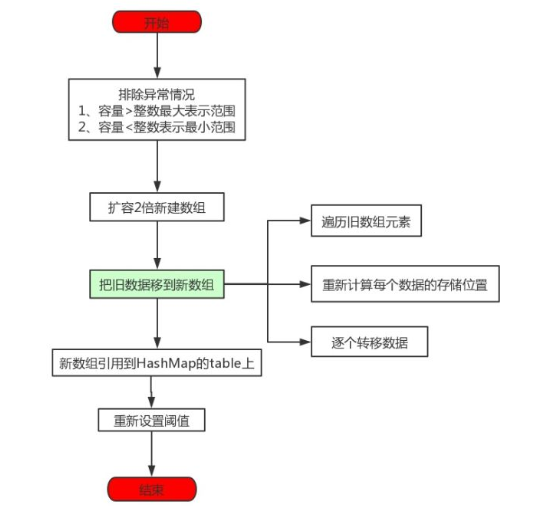 开始
排除异常情况
1、容量>整数最大表示范围
2、容量<整数表示最小范围
扩容2倍新建数组
把旧数据移到新数组
遍历旧数组元素
重新计算每个数据的存储位置
逐个转移数据
新数组引用到HashMap的table上
重新设置阈值
结束